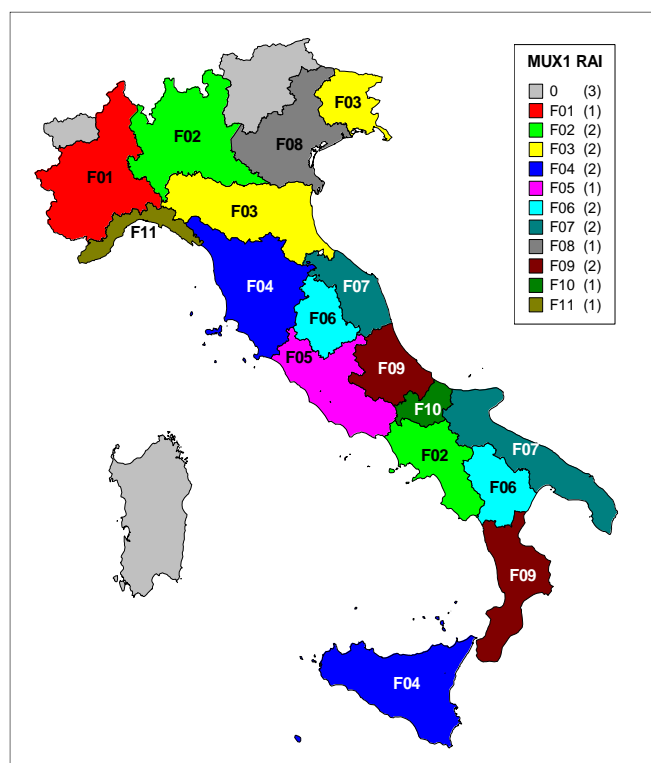 MUX1 RAI
0 (3)
F01 (1)
F02 (2)
F03 (2)
F04 (2)
F05 (1)
F06 (2)
F07 (2)
F08 (1)
F09 (2)
F10 (1)
F11 (1)
F03
F02
F08
F01
F03
F11
F04
F07
F06
F05
F09
F10
F02
F07
F06
F09
F04